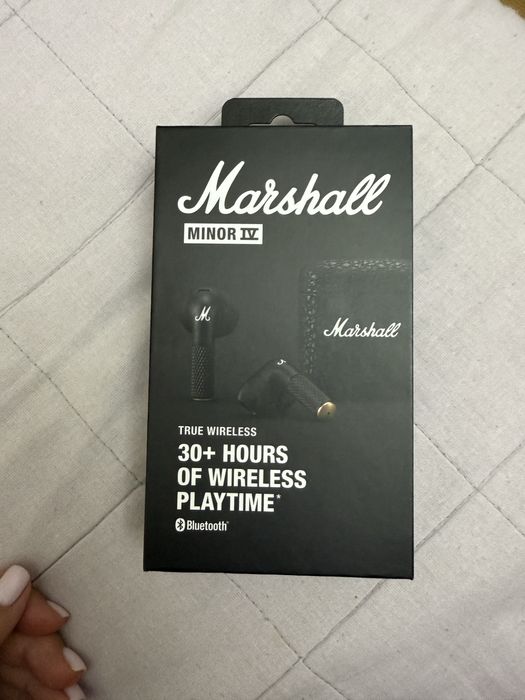 Marshall
MINOR IV
M
Marshall
TRUE WIRELESS
30+ HOURS
OF WIRELESS
PLAYTIME*
Bluetooth®